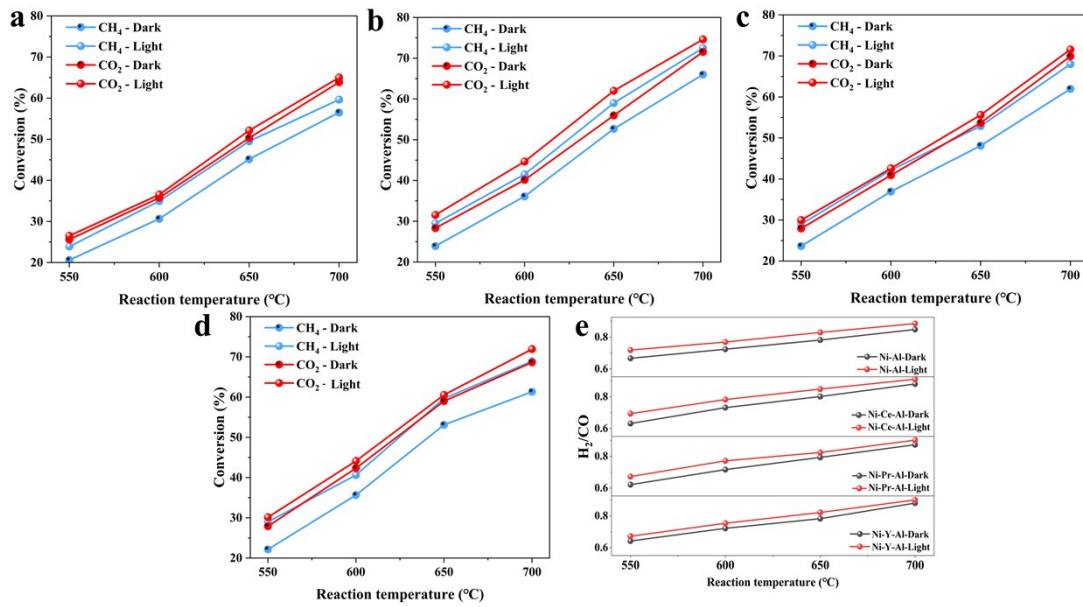 a
80
70
60
50
40
30
20
Conversion (%)
CH₄ - Dark
CH₄ - Light
CO₂ - Dark
CO₂ - Light
550 600 650 700
Reaction temperature (℃)
b
80
70
60
50
40
30
20
Conversion (%)
CH₄ - Dark
CH₄ - Light
CO₂ - Dark
CO₂ - Light
550 600 650 700
Reaction temperature (℃)
c
80
70
60
50
40
30
20
Conversion (%)
CH₄ - Dark
CH₄ - Light
CO₂ - Dark
CO₂ - Light
550 600 650 700
Reaction temperature (℃)
d
80
70
60
50
40
30
20
Conversion (%)
CH₄ - Dark
CH₄ - Light
CO₂ - Dark
CO₂ - Light
550 600 650 700
Reaction temperature (℃)
e
H₂/CO
0.8
0.6
Ni-Al-Dark
Ni-Al-Light
0.8
0.6
Ni-Ce-Al-Dark
Ni-Ce-Al-Light
0.8
0.6
Ni-Pr-Al-Dark
Ni-Pr-Al-Light
0.8
0.6
Ni-Y-Al-Dark
Ni-Y-Al-Light
550 600 650 700
Reaction temperature (℃)